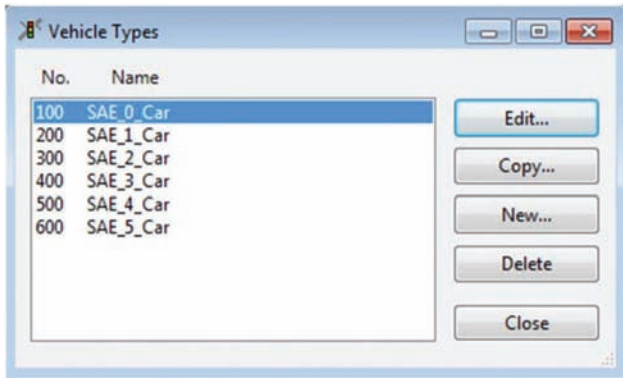 Vehicle Types
No. Name
100 SAE_0_Car
200 SAE_1_Car
300 SAE_2_Car
400 SAE_3_Car
500 SAE_4_Car
600 SAE_5_Car
Edit...
Copy...
New...
Delete
Close